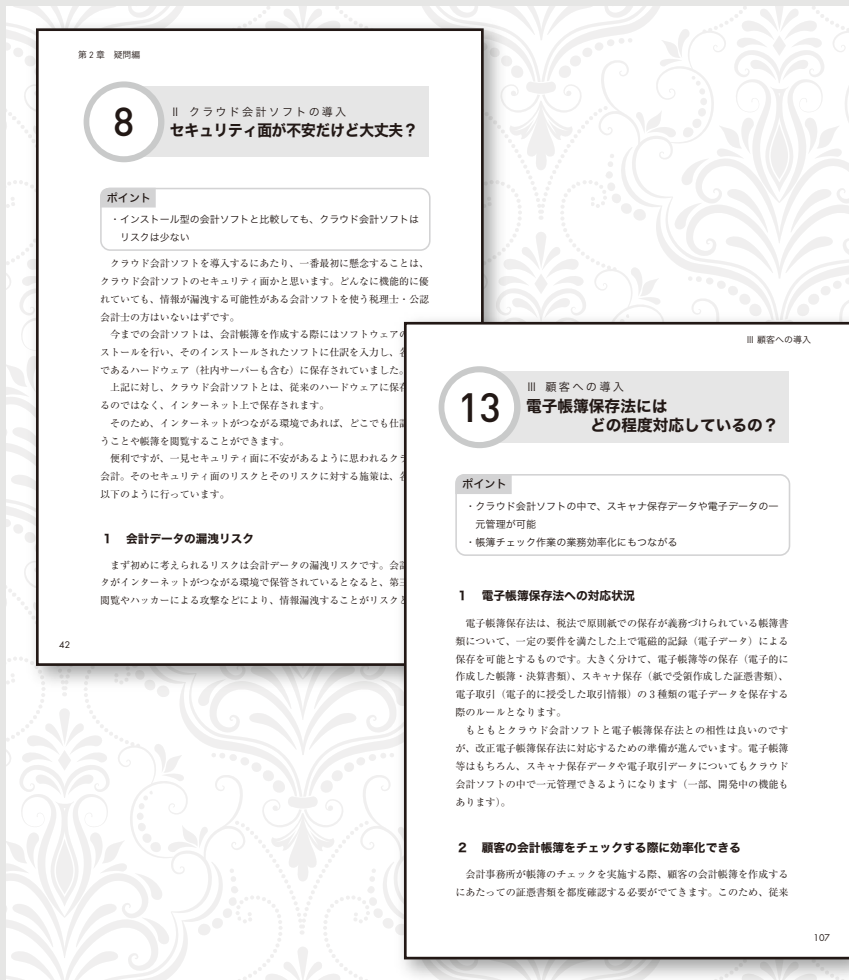 第2章　疑問編
8
Ⅱ クラウド会計ソフトの導入
セキュリティ面が不安だけど大丈夫？
ポイント
・インストール型の会計ソフトと比較しても、クラウド会計ソフトは
リスクは少ない
クラウド会計ソフトを導入するにあたり、一番最初に懸念することは、
クラウド会計ソフトのセキュリティ面かと思います。どんなに機能的に優
れていても、情報が漏洩する可能性がある会計ソフトを使う税理士・公認
会計士の方はいないはずです。
今までの会計ソフトは、会計帳簿を作成する際にはソフトウェアの
ストールを行い、そのインストールされたソフトに仕訳を入力し、
であるハードウェア（社内サーバーも含む）に保存されていました。
上記に対し、クラウド会計ソフトとは、従来のハードウェアに保存
るのではなく、インターネット上で保存されます。
そのため、インターネットがつながる環境であれば、どこでも仕訳
うことや帳簿を閲覧することができます。
便利ですが、一見セキュリティ面に不安があるように思われるクラ
会計。そのセキュリティ面のリスクとそのリスクに対する施策は、
以下のように行っています。
1　会計データの漏洩リスク
まず初めに考えられるリスクは会計データの漏洩リスクです。会計
タがインターネットがつながる環境で保管されているとなると、第三
閲覧やハッカーによる攻撃などにより、情報漏洩することがリスクと
42
Ⅲ 顧客への導入
13
Ⅲ 顧客への導入
電子帳簿保存法には
どの程度対応しているの？
ポイント
・クラウド会計ソフトの中で、スキャナ保存データや電子データの一
元管理が可能
・帳簿チェック作業の業務効率化にもつながる
1　電子帳簿保存法への対応状況
電子帳簿保存法は、税法で原則紙での保存が義務づけられている帳簿書
類について、一定の要件を満たした上で電磁的記録（電子データ）による
保存を可能とするものです。大きく分けて、電子帳簿等の保存（電子的に
作成した帳簿・決算書類）、スキャナ保存（紙で受領作成した証憑書類）、
電子取引（電子的に授受した取引情報）の3種類の電子データを保存する
際のルールとなります。
もともとクラウド会計ソフトと電子帳簿保存法との相性は良いのです
が、改正電子帳簿保存法に対応するための準備が進んでいます。電子帳簿
等はもちろん、スキャナ保存データや電子取引データについてもクラウド
会計ソフトの中で一元管理できるようになります（一部、開発中の機能も
あります）。
2　顧客の会計帳簿をチェックする際に効率化できる
会計事務所が帳簿のチェックを実施する際、顧客の会計帳簿を作成する
にあたっての証憑書類を都度確認する必要がでてきます。このため、従来
107